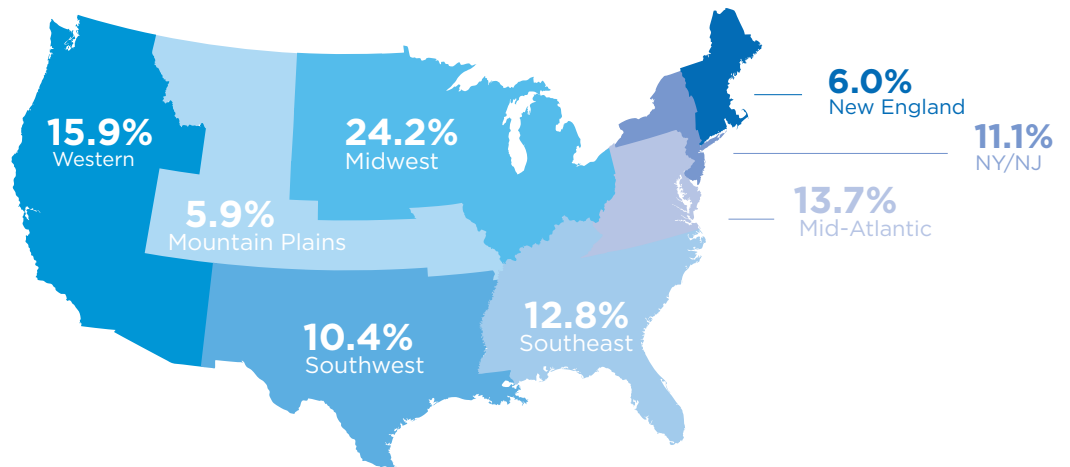 15.9%
Western
5.9%
Mountain Plains
24.2%
Midwest
10.4%
Southwest
12.8%
Southeast
6.0%
New England
11.1%
NY/NJ
13.7%
Mid-Atlantic